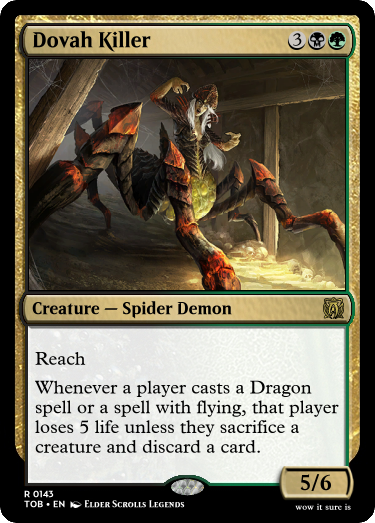 Dovah Killer 3
Creature — Spider Demon
Reach
Whenever a player casts a Dragon
spell or a spell with flying, that player
loses 5 life unless they sacrifice a
creature and discard a card.
5/6
R 0143
TOB • EN Elder Scrolls Legends
wow it sure is